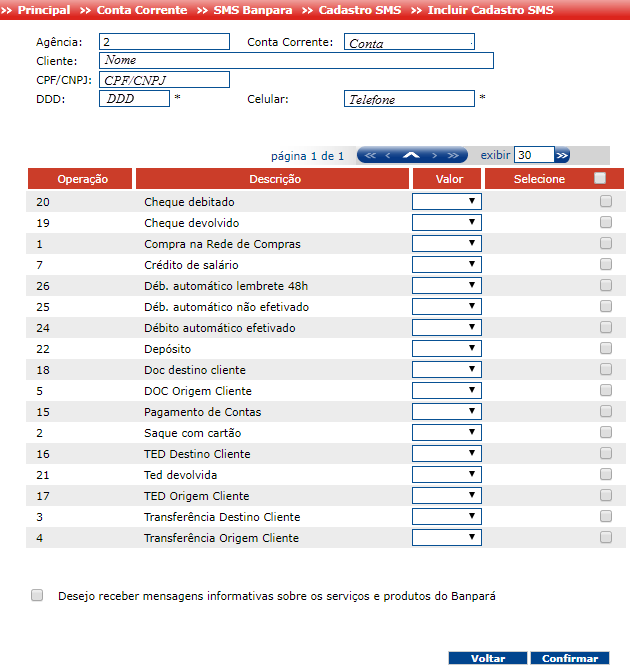 >> Principal >> Conta Corrente >> SMS Banpara >> Cadastro SMS >> Incluir Cadastro SMS
Agência: 2 Conta Corrente: Conta
Cliente: Nome
CPF/CNPJ: CPF/CNPJ
DDD: DDD * Celular: Telefone *
página 1 de 1 << < > >> exibir 30 >>
Operação Descrição Valor Selecione
20 Cheque debitado
19 Cheque devolvido
1 Compra na Rede de Compras
7 Crédito de salário
26 Déb. automático lembrete 48h
25 Déb. automático não efetivado
24 Débito automático efetivado
22 Depósito
18 Doc destino cliente
5 DOC Origem Cliente
15 Pagamento de Contas
2 Saque com cartão
16 TED Destino Cliente
21 Ted devolvida
17 TED Origem Cliente
3 Transferência Destino Cliente
4 Transferência Origem Cliente
Desejo receber mensagens informativas sobre os serviços e produtos do Banpará
Voltar Confirmar